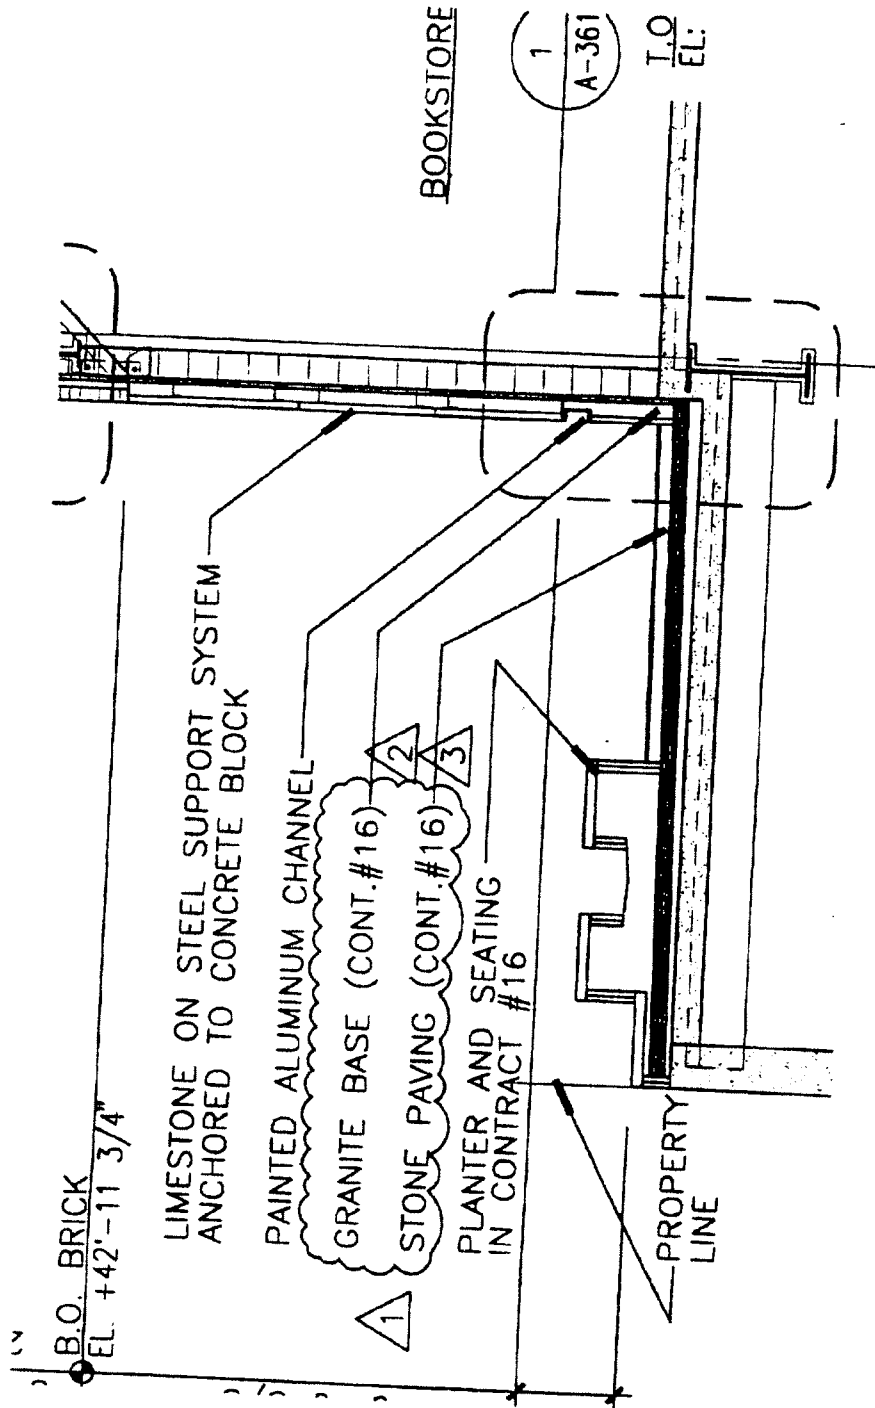 B.O. BRICK
EL. +42'-11 3/4"
LIMESTONE ON STEEL SUPPORT SYSTEM
ANCHORED TO CONCRETE BLOCK
PAINTED ALUMINUM CHANNEL
GRANITE BASE (CONT.#16)
2
STONE PAVING (CONT.#16)
3
1
PLANTER AND SEATING
IN CONTRACT #16
PROPERTY
LINE
BOOKSTORE
1
A-361
T.O
EL: